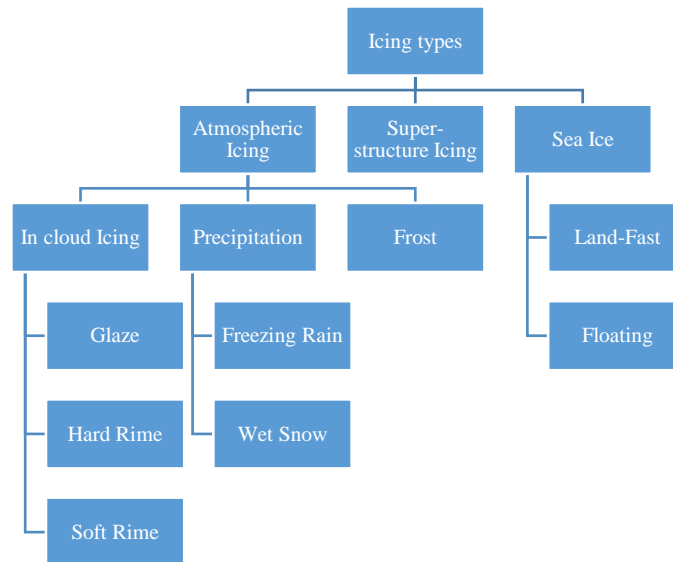 Icing types
Atmospheric
Icing
Super-
structure Icing
Sea Ice
In cloud Icing
Precipitation
Frost
Land-Fast
Glaze
Freezing Rain
Floating
Hard Rime
Wet Snow
Soft Rime